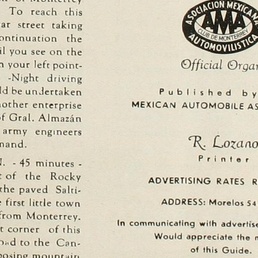 of Monterrey
To reach this
ar street taking
continuation the
il you see on the
n your left point-
-Night driving
ld be undertaken
nother enterprise
of Gral. Almazán
army engineers
mand.
N. - 45 minutes -
t of the Rocky
the paved Salti-
e first little town
from Monterrey.
t corner of this
to the Can-
posing mountain
ASOCIACION MEXICANA
AMA
CLUB DE MONTERREY
AUTOMOVILISTICA
Official Organ
Published by
MEXICAN AUTOMOBILE AS
R. Lozano
Printer
ADVERTISING RATES R
ADDRESS: Morelos 54
In communicating with advertise
Would appreciate the m
of this Guide.